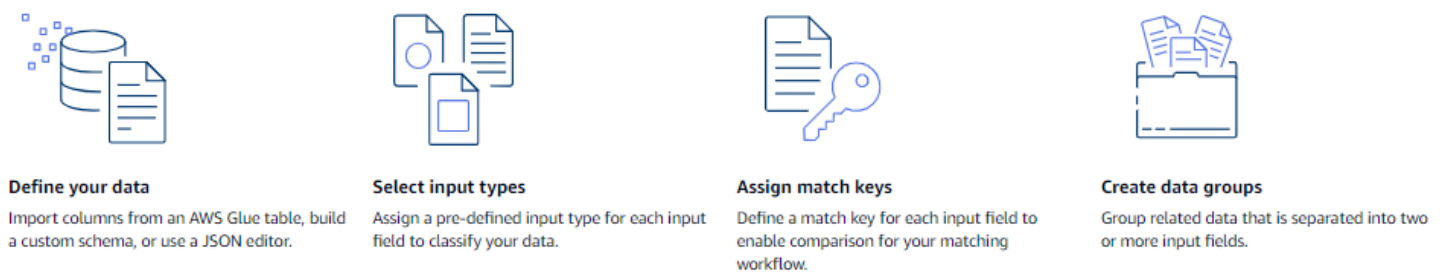 Define your data
Import columns from an AWS Glue table, build
a custom schema, or use a JSON editor.
Select input types
Assign a pre-defined input type for each input
field to classify your data.
Assign match keys
Define a match key for each input field to
enable comparison for your matching
workflow.
Create data groups
Group related data that is separated into two
or more input fields.